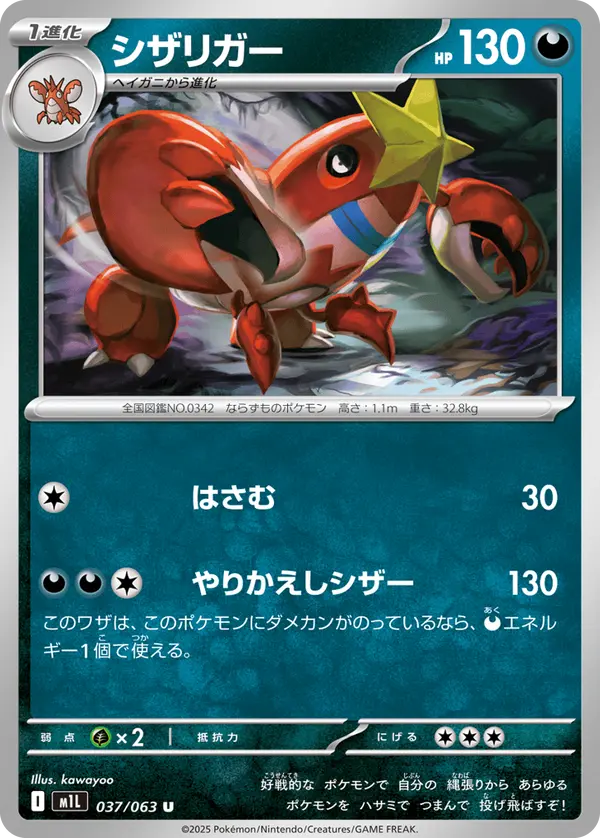 1進化
シザリガー
HP 130
ヘイガニから進化
全国図鑑NO.0342 ならずものポケモン 高さ:1.1m 重さ:32.8kg
はさむ 30
やりかえしシザー 130
このワザは、このポケモンにダメカンがのっているなら、エネル
ギー1個で使える。
弱点 ×2 抵抗力 にげる
Illus. kawayoo
I M1L 037/063 U
好戦的な ポケモンで 自分の 縄張りから あらゆる
ポケモンを ハサミで つまんで 投げ飛ばすぞ!
©2025 Pokémon/Nintendo/Creatures/GAME FREAK.